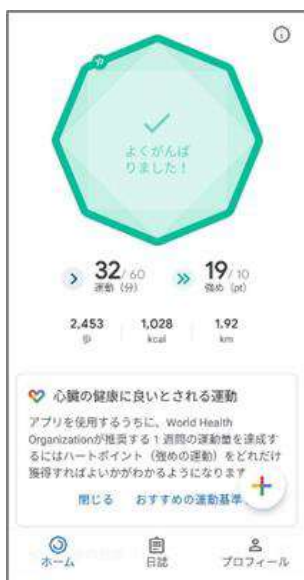 よくがんば
りました！
32 / 60
運動（分）
19 / 10
強め（pt）
2,453
歩
1,028
kcal
1.92
km
心臓の健康に良いとされる運動
アプリを使用するうちに、World Health
Organizationが推奨する１週間の運動量を達成す
るにはハートポイント（強めの運動）をどれだけ
獲得すればよいかがわかるようになります
閉じる
おすすめの運動基準
ホーム
日誌
プロフィール